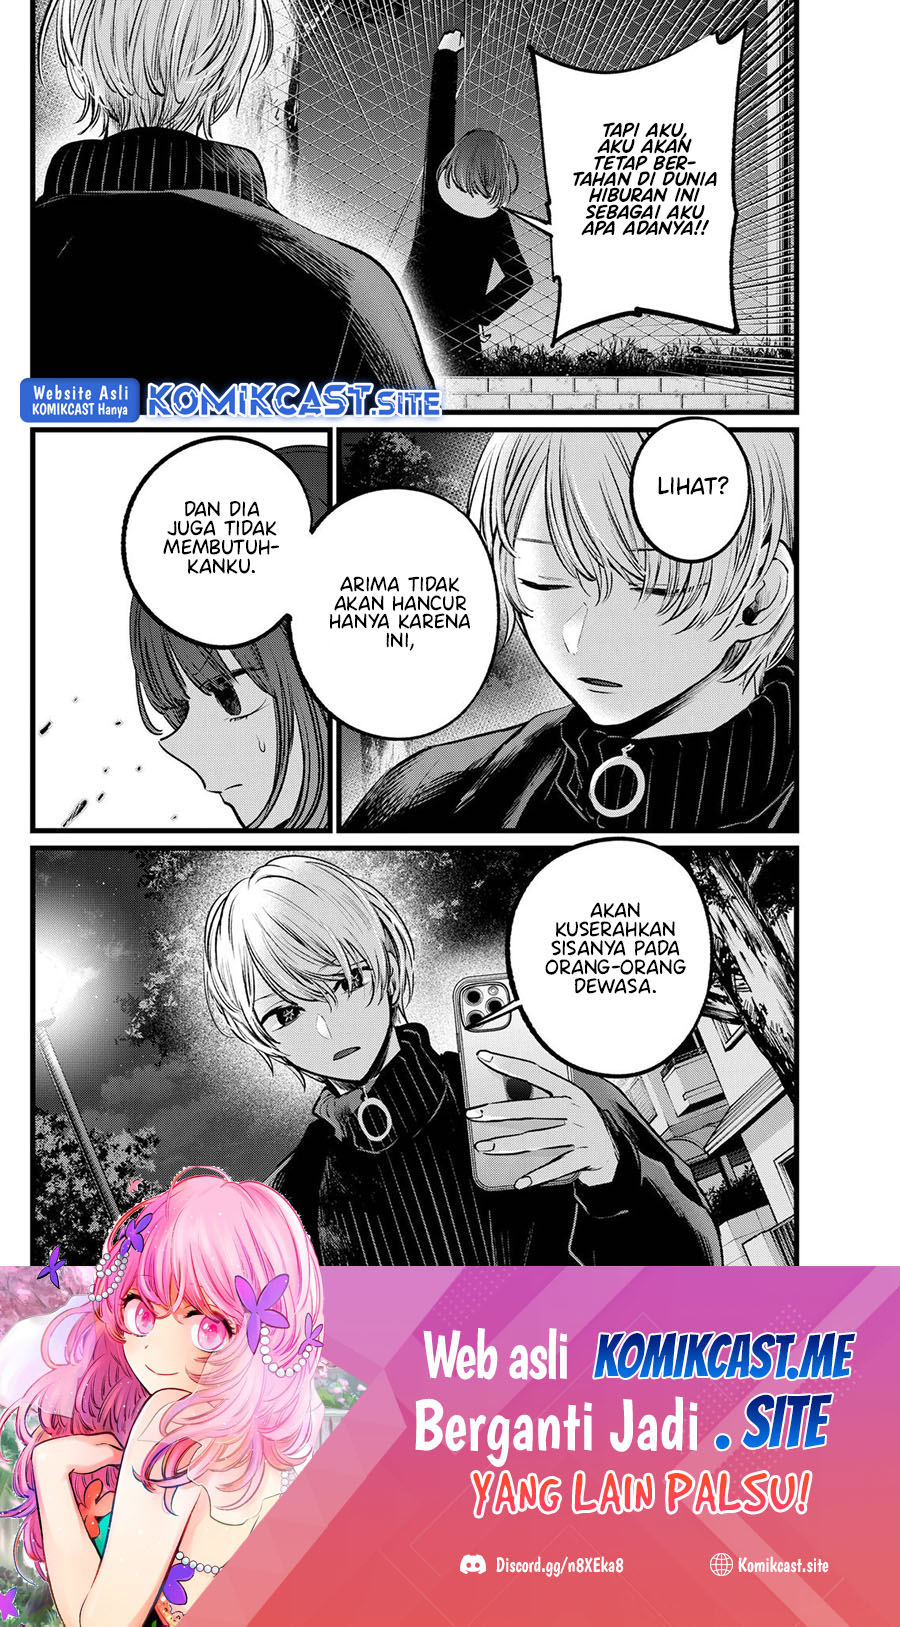 TAPI AKU,
AKU AKAN
TETAP BER-
TAHAN DI DUNIA
HIBURAN INI
SEBAGAI AKU
APA ADANYA!!
Website Asli
KOMIKCAST Hanya
KOMIKCAST.SITE
LIHAT?
ARIMA TIDAK
AKAN HANCUR
HANYA KARENA
INI,
DAN DIA
JUGA TIDAK
MEMBUTUH-
KANKU.
AKAN
KUSERAHKAN
SISANYA PADA
ORANG-ORANG
DEWASA.
Web asli KOMIKCAST.ME
Berganti Jadi .SITE
YANG LAIN PALSU!
Discord.gg/n8XEka8
Komikcast.site